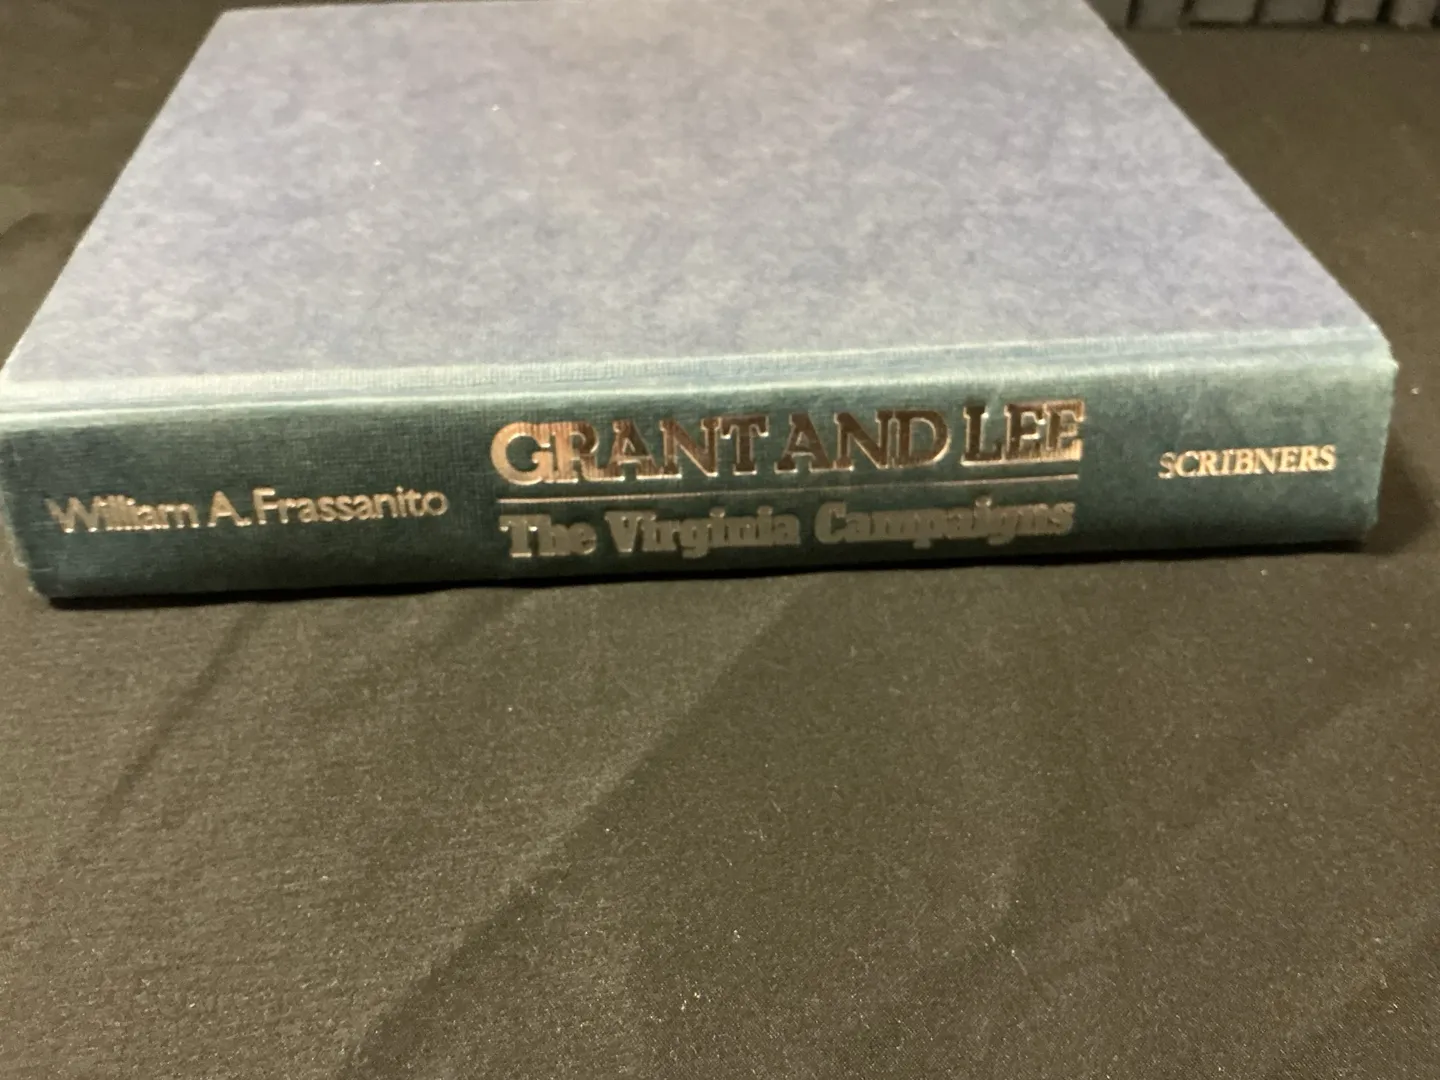 William A. Frassanito
GRANT AND LEE
The Virginia Campaigns
SCRIBNERS